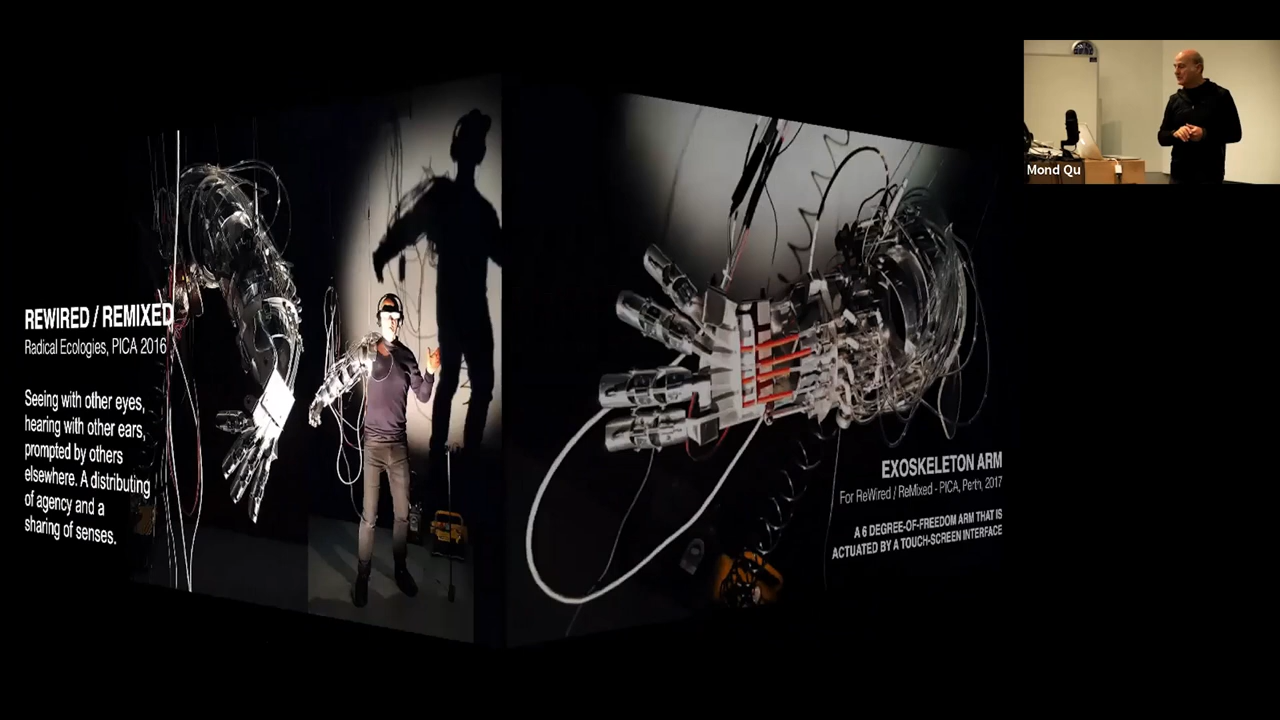 REWIRED / REMIXED
Radical Ecologies, PICA 2016
Seeing with other eyes,
hearing with other ears,
prompted by others
elsewhere. A distributing
of agency and a
sharing of senses.
EXOSKELETON ARM
For ReWired / ReMixed - PICA, Perth, 2017
A 6 DEGREE-OF-FREEDOM ARM THAT IS
ACTUATED BY A TOUCH-SCREEN INTERFACE
Mond Qu